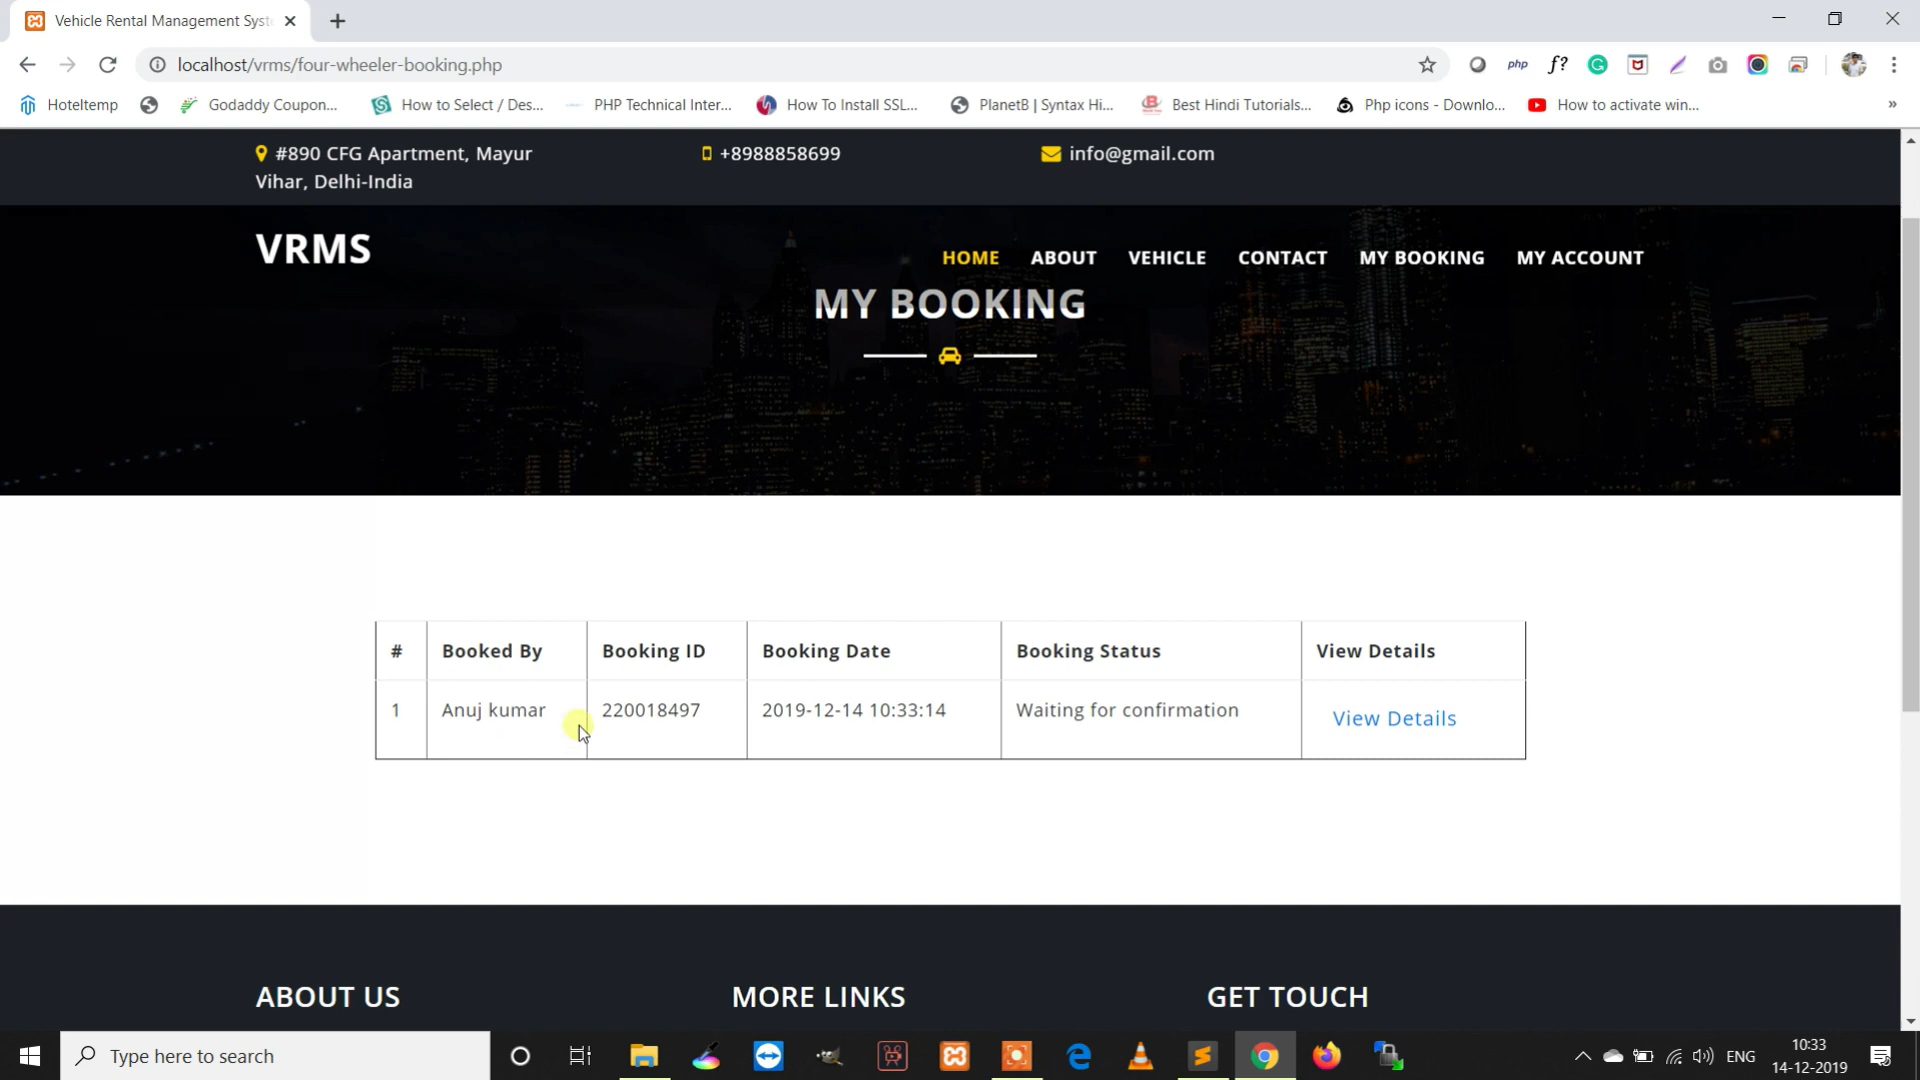 Vehicle Rental Management Syst
localhost/vrms/four-wheeler-booking.php
php
f?
Hoteltemp
Godaddy Coupon...
How to Select / Des...
PHP Technical Inter...
How To Install SSL...
PlanetB | Syntax Hi...
Best Hindi Tutorials...
Php icons - Downlo...
How to activate win...
»
#890 CFG Apartment, Mayur
Vihar, Delhi-India
+8988858699
info@gmail.com
VRMS
HOME
ABOUT
VEHICLE
CONTACT
MY BOOKING
MY ACCOUNT
MY BOOKING
# Booked By Booking ID Booking Date Booking Status View Details
1 Anuj kumar 220018497 2019-12-14 10:33:14 Waiting for confirmation View Details
ABOUT US
MORE LINKS
GET TOUCH
Type here to search
ENG
10:33
14-12-2019